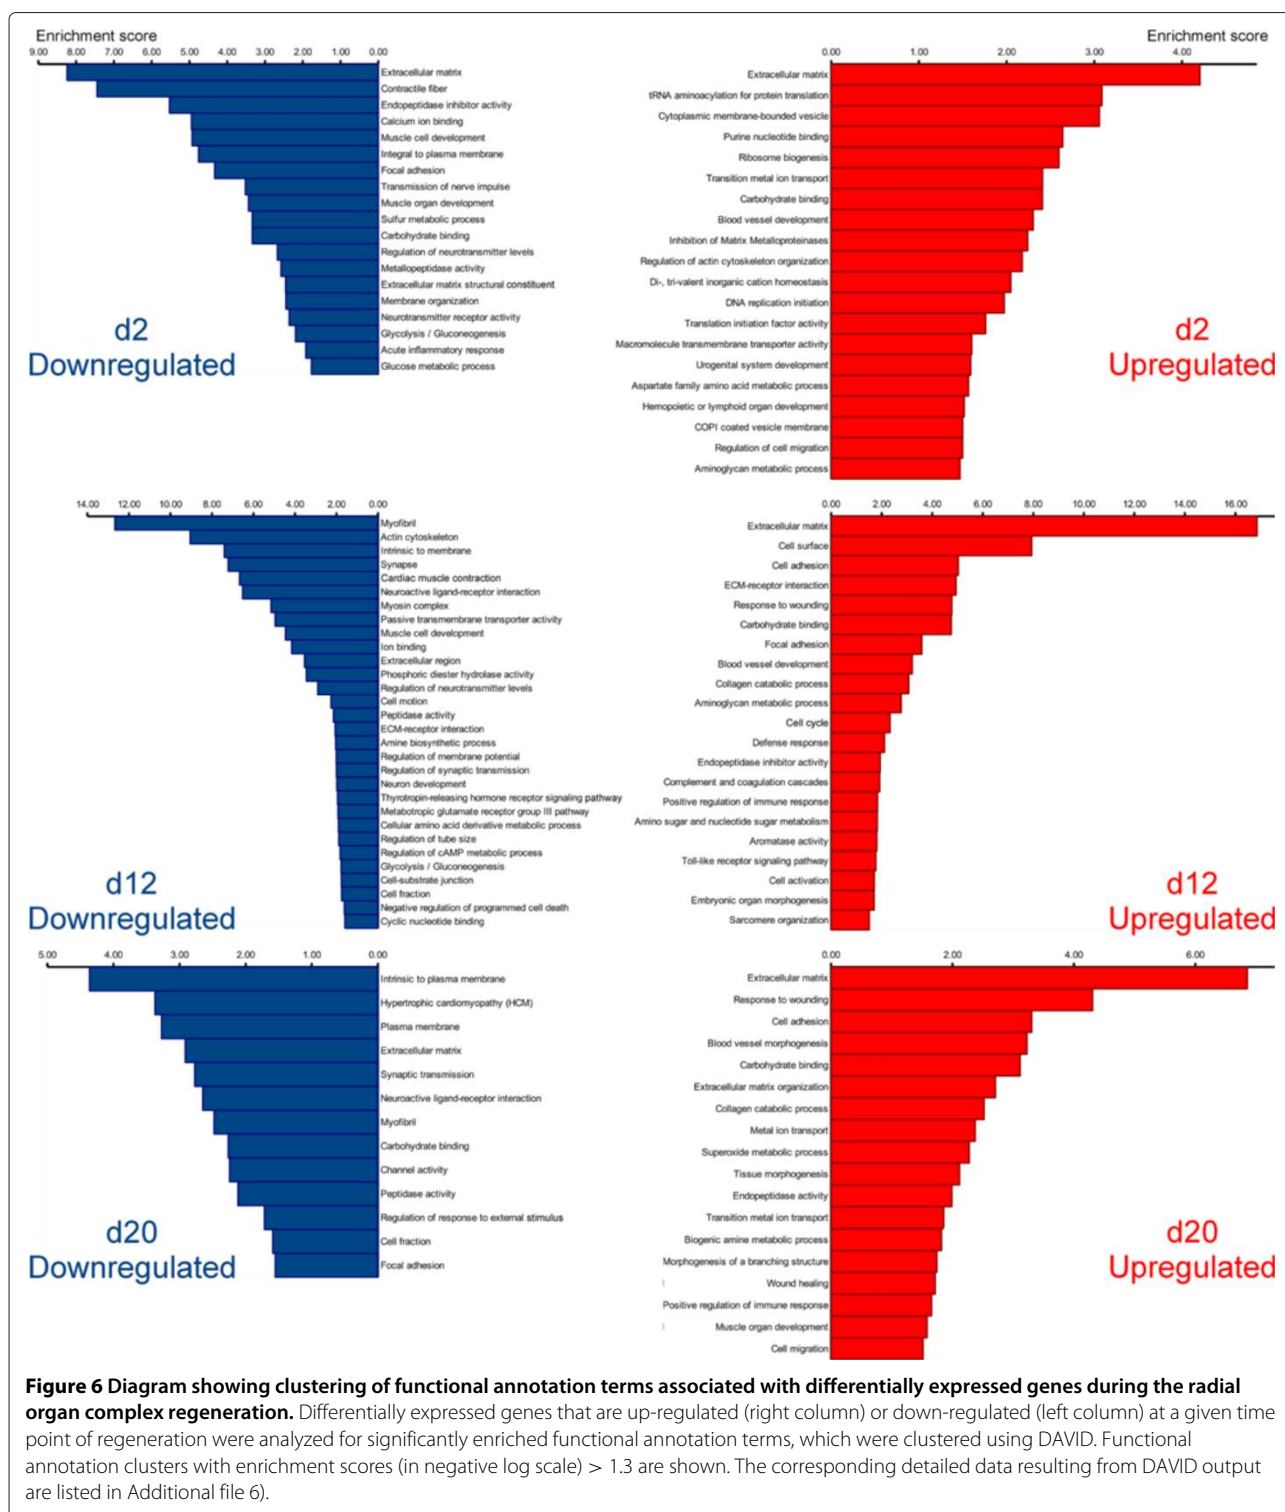 Enrichment score
9.00 8.00 7.00 6.00 5.00 4.00 3.00 2.00 1.00 0.00
Extracellular matrix
Contractile fiber
Endopeptidase inhibitor activity
Calcium ion binding
Muscle cell development
Integral to plasma membrane
Focal adhesion
Transmission of nerve impulse
Muscle organ development
Sulfur metabolic process
Carbohydrate binding
Regulation of neurotransmitter levels
Metallopeptidase activity
Extracellular matrix structural constituent
Membrane organization
Neurotransmitter receptor activity
Glycolysis / Gluconeogenesis
Acute inflammatory response
Glucose metabolic process
d2
Downregulated
Enrichment score
0.00 1.00 2.00 3.00 4.00
Extracellular matrix
tRNA aminoacylation for protein translation
Cytoplasmic membrane-bounded vesicle
Purine nucleotide binding
Ribosome biogenesis
Transition metal ion transport
Carbohydrate binding
Blood vessel development
Inhibition of Matrix Metalloproteinases
Regulation of actin cytoskeleton organization
Di-, tri-valent inorganic cation homeostasis
DNA replication initiation
Translation initiation factor activity
Macromolecule transmembrane transporter activity
Urogenital system development
Aspartate family amino acid metabolic process
Hemopoietic or lymphoid organ development
COPI coated vesicle membrane
Regulation of cell migration
Aminoglycan metabolic process
d2
Upregulated
14.00 12.00 10.00 8.00 6.00 4.00 2.00 0.00
Myofibril
Actin cytoskeleton
Intrinsic to membrane
Synapse
Cardiac muscle contraction
Neuroactive ligand-receptor interaction
Myosin complex
Passive transmembrane transporter activity
Muscle cell development
Ion binding
Extracellular region
Phosphoric diester hydrolase activity
Regulation of neurotransmitter levels
Cell motion
Peptidase activity
ECM-receptor interaction
Amine biosynthetic process
Regulation of membrane potential
Regulation of synaptic transmission
Neuron development
Thyrotropin-releasing hormone receptor signaling pathway
Metabotropic glutamate receptor group III pathway
Cellular amino acid derivative metabolic process
Regulation of tube size
Regulation of cAMP metabolic process
Glycolysis / Gluconeogenesis
Cell-substrate junction
Cell fraction
Negative regulation of programmed cell death
Cyclic nucleotide binding
d12
Downregulated
0.00 2.00 4.00 6.00 8.00 10.00 12.00 14.00 16.00
Extracellular matrix
Cell surface
Cell adhesion
ECM-receptor interaction
Response to wounding
Carbohydrate binding
Focal adhesion
Blood vessel development
Collagen catabolic process
Aminoglycan metabolic process
Cell cycle
Defense response
Endopeptidase inhibitor activity
Complement and coagulation cascades
Positive regulation of immune response
Amino sugar and nucleotide sugar metabolism
Aromatase activity
Toll-like receptor signaling pathway
Cell activation
Embryonic organ morphogenesis
Sarcomere organization
d12
Upregulated
5.00 4.00 3.00 2.00 1.00 0.00
Intrinsic to plasma membrane
Hypertrophic cardiomyopathy (HCM)
Plasma membrane
Extracellular matrix
Synaptic transmission
Neuroactive ligand-receptor interaction
Myofibril
Carbohydrate binding
Channel activity
Peptidase activity
Regulation of response to external stimulus
Cell fraction
Focal adhesion
d20
Downregulated
0.00 2.00 4.00 6.00
Extracellular matrix
Response to wounding
Cell adhesion
Blood vessel morphogenesis
Carbohydrate binding
Extracellular matrix organization
Collagen catabolic process
Metal ion transport
Superoxide metabolic process
Tissue morphogenesis
Endopeptidase activity
Transition metal ion transport
Biogenic amine metabolic process
Morphogenesis of a branching structure
Wound healing
Positive regulation of immune response
Muscle organ development
Cell migration
d20
Upregulated
Figure 6 Diagram showing clustering of functional annotation terms associated with differentially expressed genes during the radial
organ complex regeneration. Differentially expressed genes that are up-regulated (right column) or down-regulated (left column) at a given time
point of regeneration were analyzed for significantly enriched functional annotation terms, which were clustered using DAVID. Functional
annotation clusters with enrichment scores (in negative log scale) > 1.3 are shown. The corresponding detailed data resulting from DAVID output
are listed in Additional file 6).